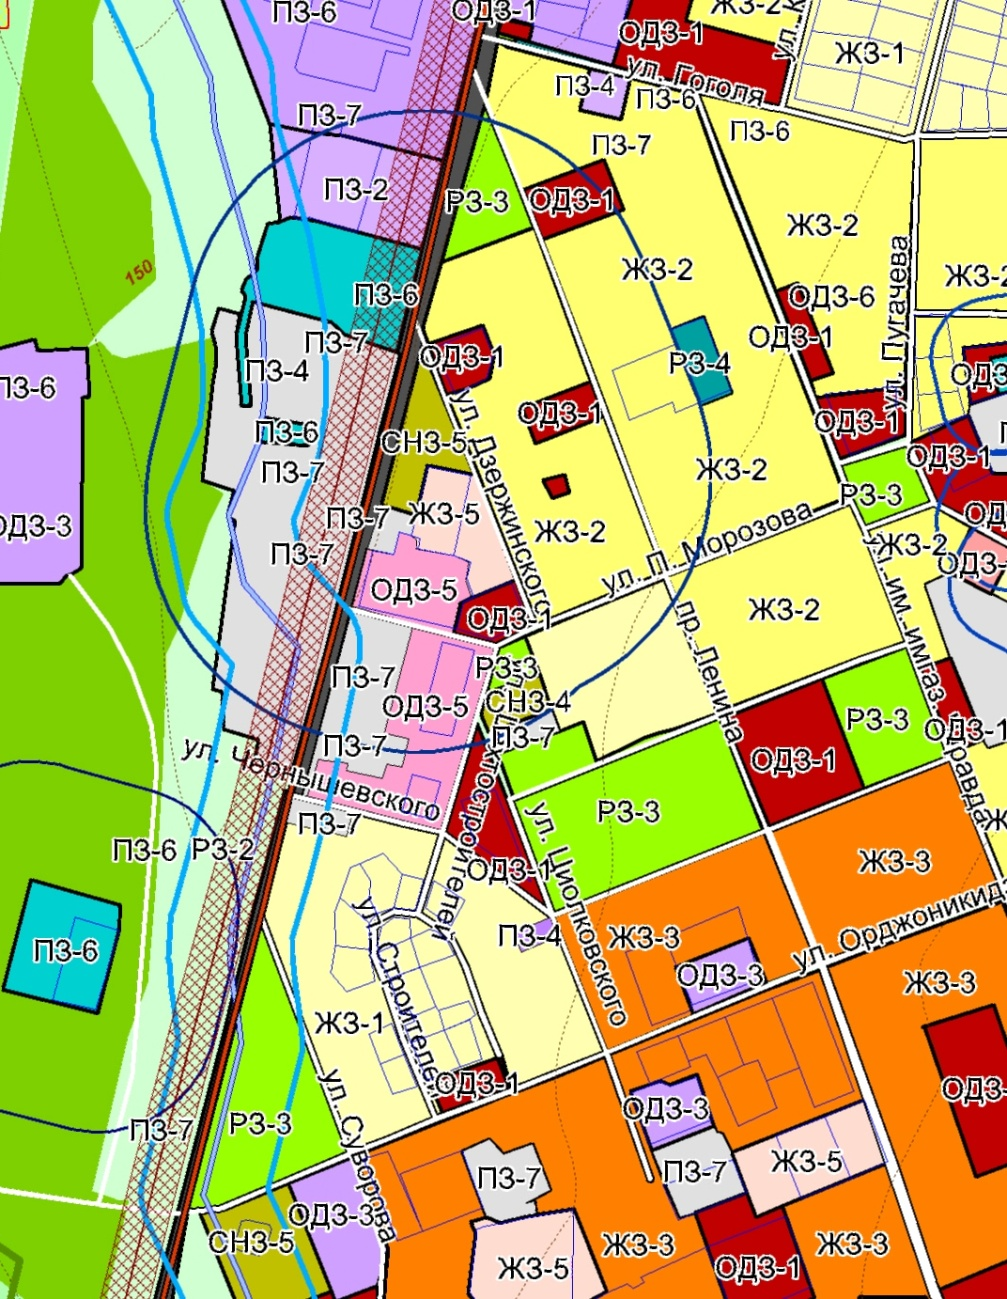 ПЗ-6
ОДЗ-1
ЖЗ-2
ОДЗ-1
ЖЗ-1
ул. Гоголя
ПЗ-4
ПЗ-6
ПЗ-7
ПЗ-6
ПЗ-7
ПЗ-2
РЗ-3
ОДЗ-1
ЖЗ-2
150
ЖЗ-2
ЖЗ-2
ПЗ-6
ОДЗ-6
ул. Пугачева
ПЗ-7
ОДЗ-1
ОДЗ-1
ПЗ-4
РЗ-4
ПЗ-6
ОДЗ-1
ОДЗ-1
ПЗ-6
СНЗ-5
ОДЗ-1
ПЗ-7
ЖЗ-2
РЗ-3
ул. Дзержинского
ПЗ-7
ЖЗ-5
ЖЗ-2
ОДЗ-3
ЖЗ-2
ПЗ-7
ул. П. Морозова
ОДЗ-5
ОДЗ-1
ЖЗ-2
ПЗ-7
РЗ-3
ОДЗ-5
СНЗ-4
пр. Ленина
РЗ-3
ОДЗ-1
ПЗ-7
ПЗ-7
ул. Чернышевского
ОДЗ-1
РЗ-3
ПЗ-7
ПЗ-6
РЗ-2
ул. Циолковского
ОДЗ-1
ЖЗ-3
ПЗ-6
ПЗ-4
ЖЗ-3
ул. Орджоникидз
ул. Строителей
ОДЗ-3
ЖЗ-3
ЖЗ-1
ОДЗ-1
ПЗ-7
РЗ-3
ул. Суворова
ОДЗ-3
ПЗ-7
ПЗ-7
ЖЗ-5
СНЗ-5
ОДЗ-3
ЖЗ-5
ЖЗ-3
ОДЗ-1
ЖЗ-3